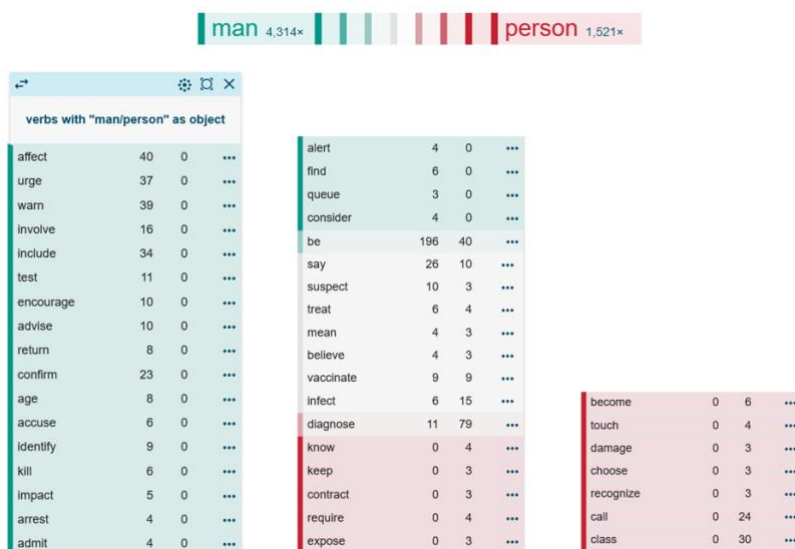 man 4,314× person 1,521×
verbs with "man/person" as object
affect 40 0 •••
urge 37 0 •••
warn 39 0 •••
involve 16 0 •••
include 34 0 •••
test 11 0 •••
encourage 10 0 •••
advise 10 0 •••
return 8 0 •••
confirm 23 0 •••
age 8 0 •••
accuse 6 0 •••
identify 9 0 •••
kill 6 0 •••
impact 5 0 •••
arrest 4 0 •••
admit 4 0 •••
alert 4 0 •••
find 6 0 •••
queue 3 0 •••
consider 4 0 •••
be 196 40 •••
say 26 10 •••
suspect 10 3 •••
treat 6 4 •••
mean 4 3 •••
believe 4 3 •••
vaccinate 9 9 •••
infect 6 15 •••
diagnose 11 79 •••
know 0 4 •••
keep 0 3 •••
contract 0 3 •••
require 0 4 •••
expose 0 3 •••
become 0 6 •••
touch 0 4 •••
damage 0 3 •••
choose 0 3 •••
recognize 0 3 •••
call 0 24 •••
class 0 30 •••